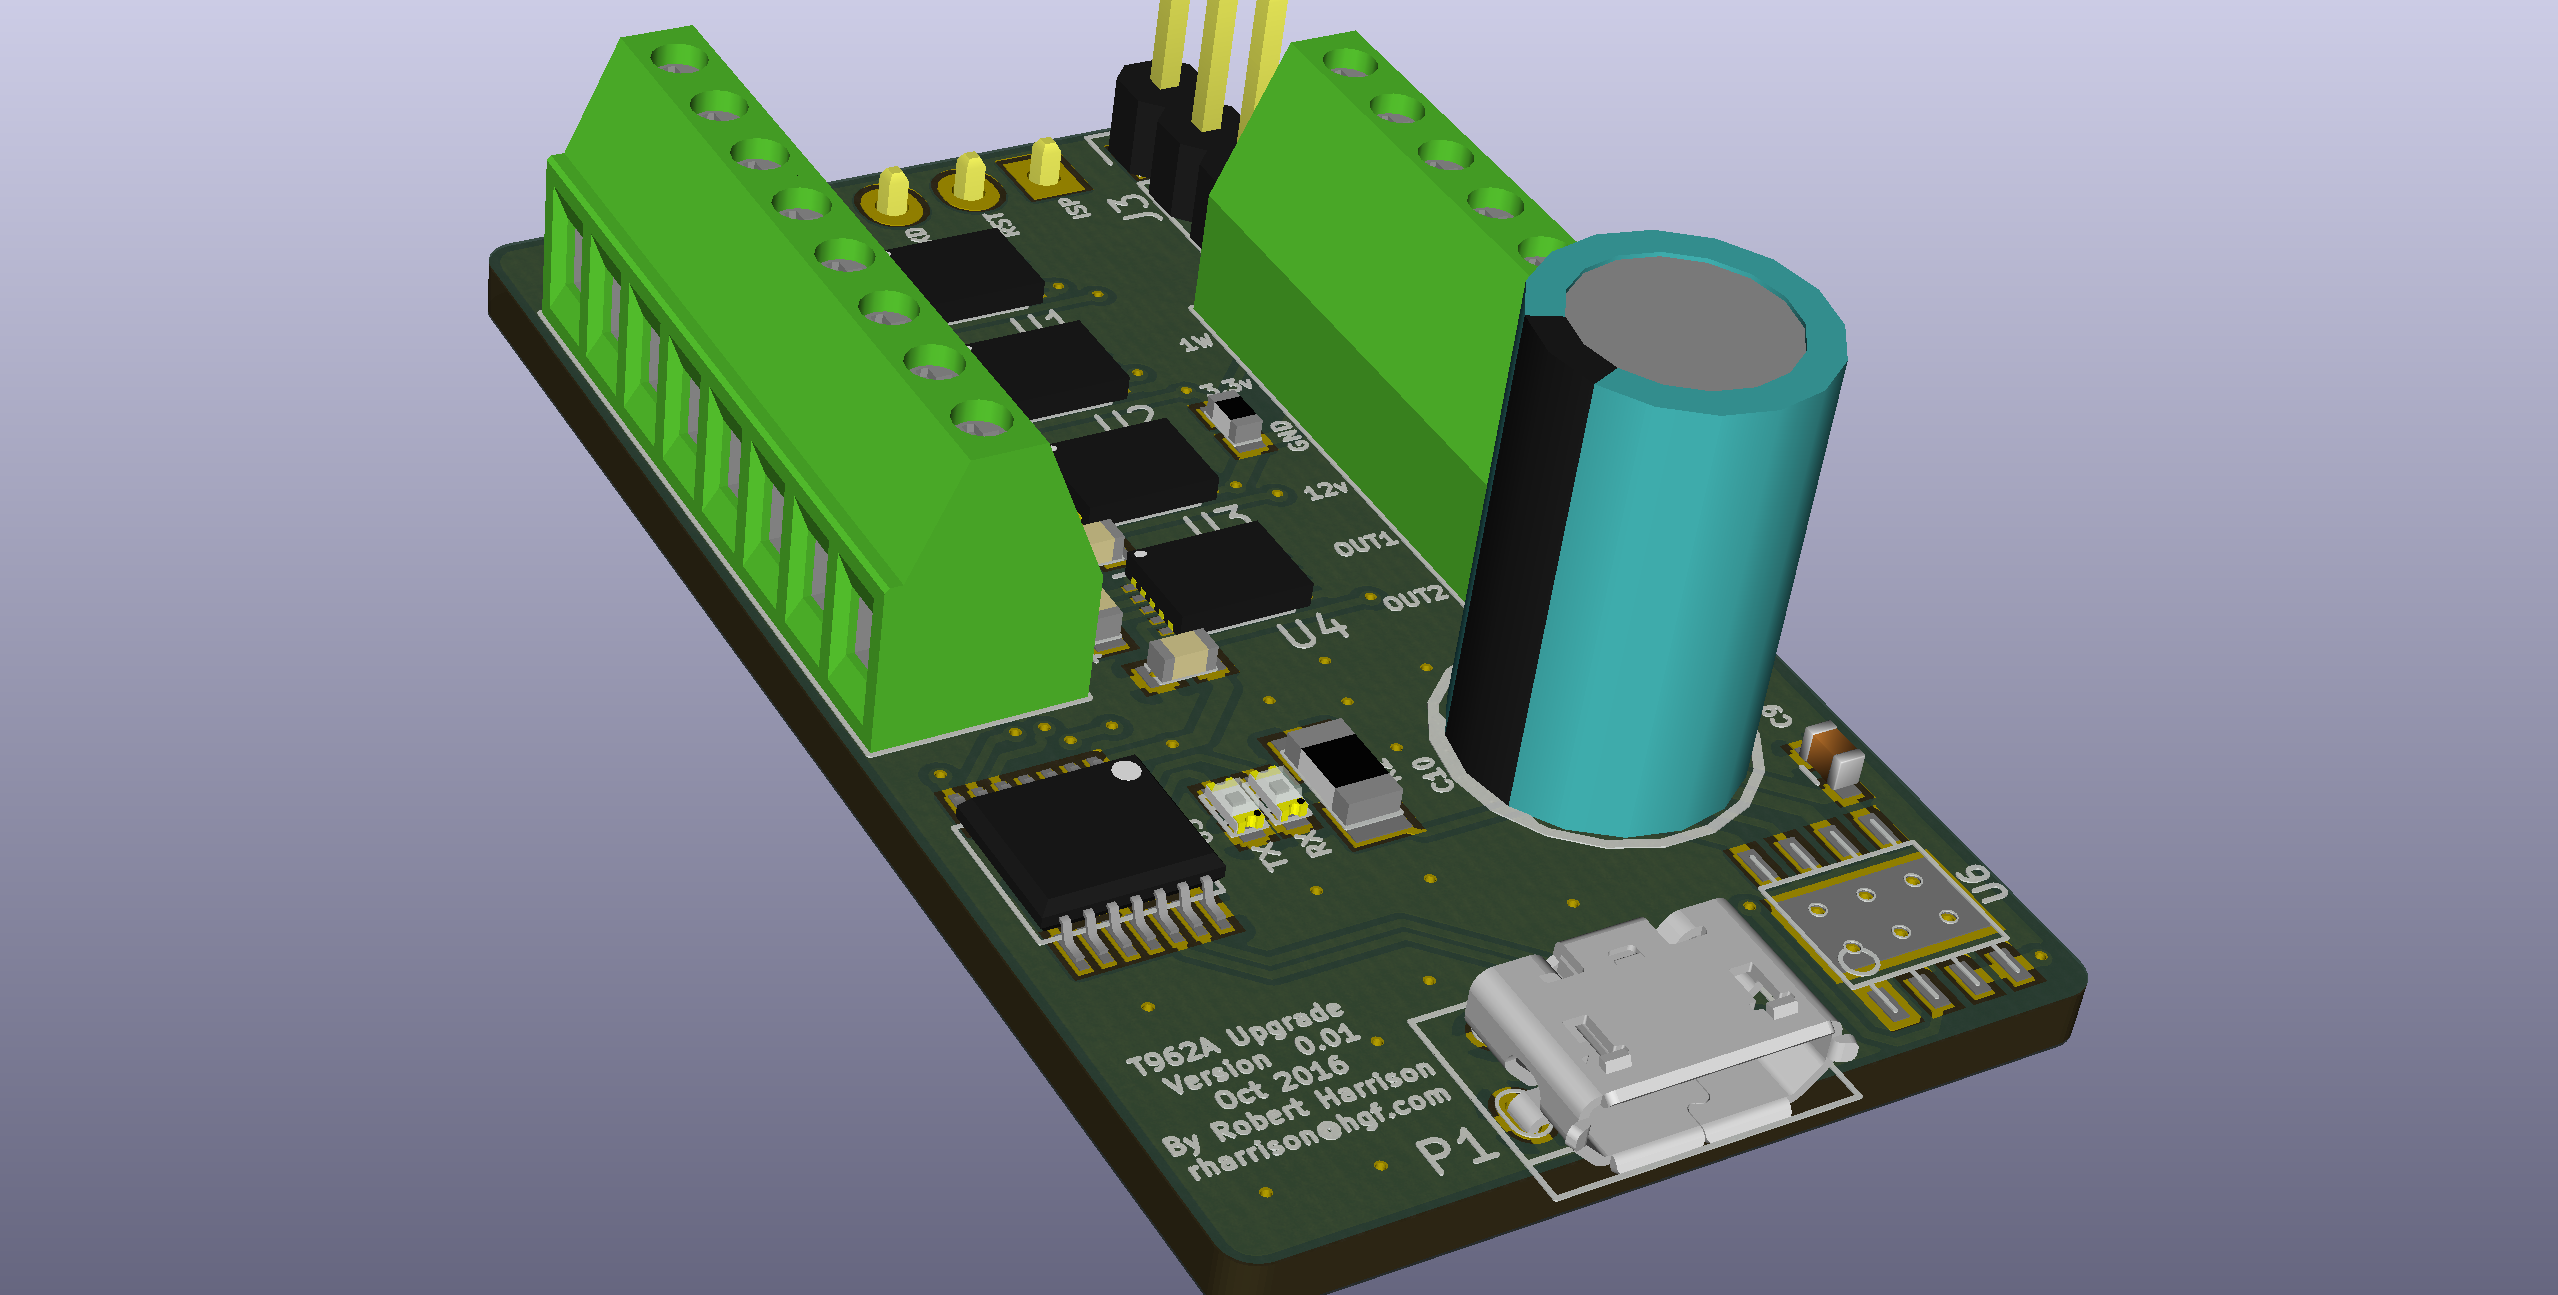 ISP
RST
J3
U1
1W
3.3v
U2
GND
12v
U3
OUT1
OUT2
U4
C9
C10
TX
RX
U6
T962A Upgrade
Version 0.01
Oct 2016
By Robert Harrison
rharrison@hgf.com
P1